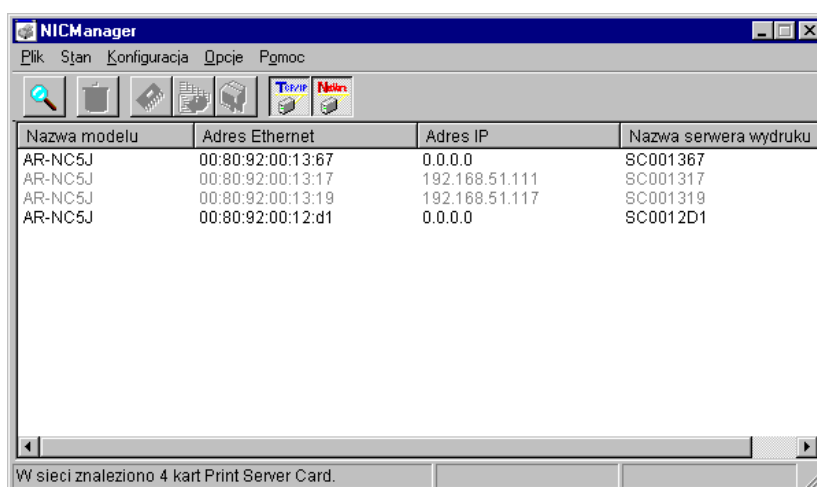 NICManager
Plik Stan Konfiguracja Opcje Pomoc
TCP/IP NetWare
Nazwa modelu Adres Ethernet Adres IP Nazwa serwera wydruku
AR-NC5J 00:80:92:00:13:67 0.0.0.0 SC001367
AR-NC5J 00:80:92:00:13:17 192.168.51.111 SC001317
AR-NC5J 00:80:92:00:13:19 192.168.51.117 SC001319
AR-NC5J 00:80:92:00:12:d1 0.0.0.0 SC0012D1
W sieci znaleziono 4 kart Print Server Card.